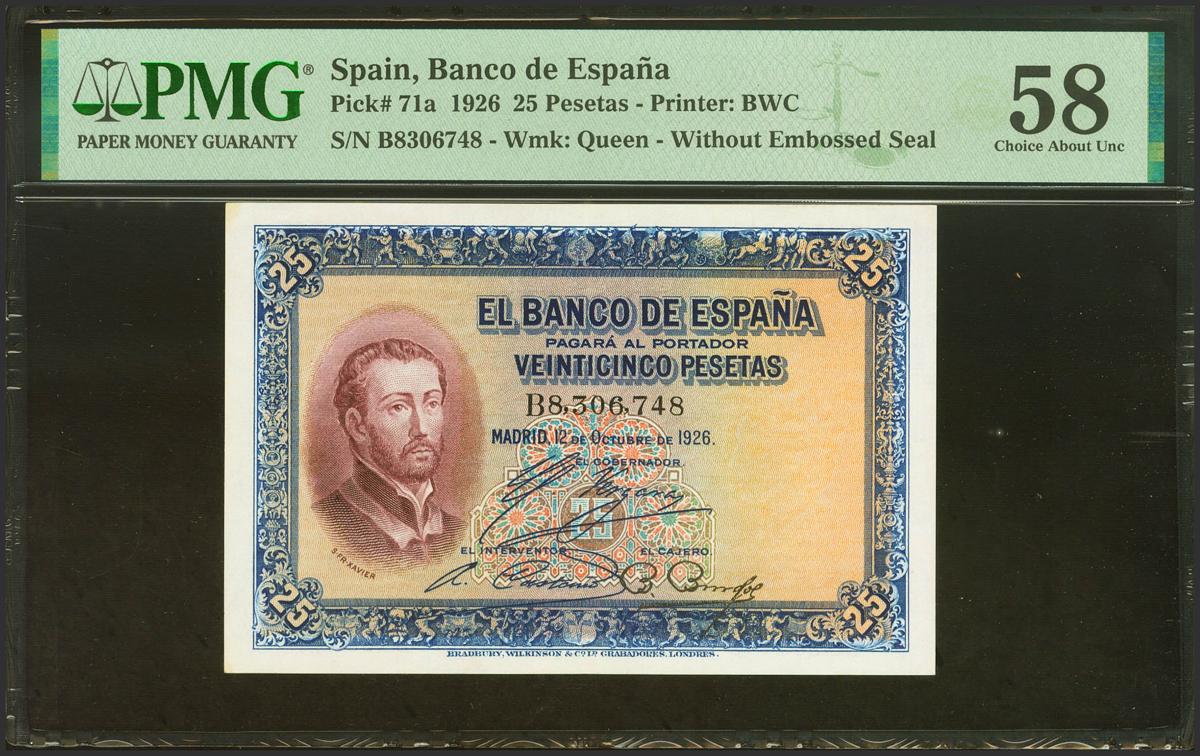 PMG®
PAPER MONEY GUARANTY
Spain, Banco de España
Pick# 71a 1926 25 Pesetas - Printer: BWC
S/N B8306748 - Wmk: Queen - Without Embossed Seal
58
Choice About Unc
25
25
EL BANCO DE ESPAÑA
PAGARÁ AL PORTADOR
VEINTICINCO PESETAS
B8,306,748
MADRID, 12 DE OCTUBRE DE 1926.
EL GOBERNADOR.
25
EL INTERVENTOR
EL CAJERO.
S. FR. XAVIER
25
25
BRADBURY, WILKINSON & Cº Lᴰ GRABADORES, LONDRES.